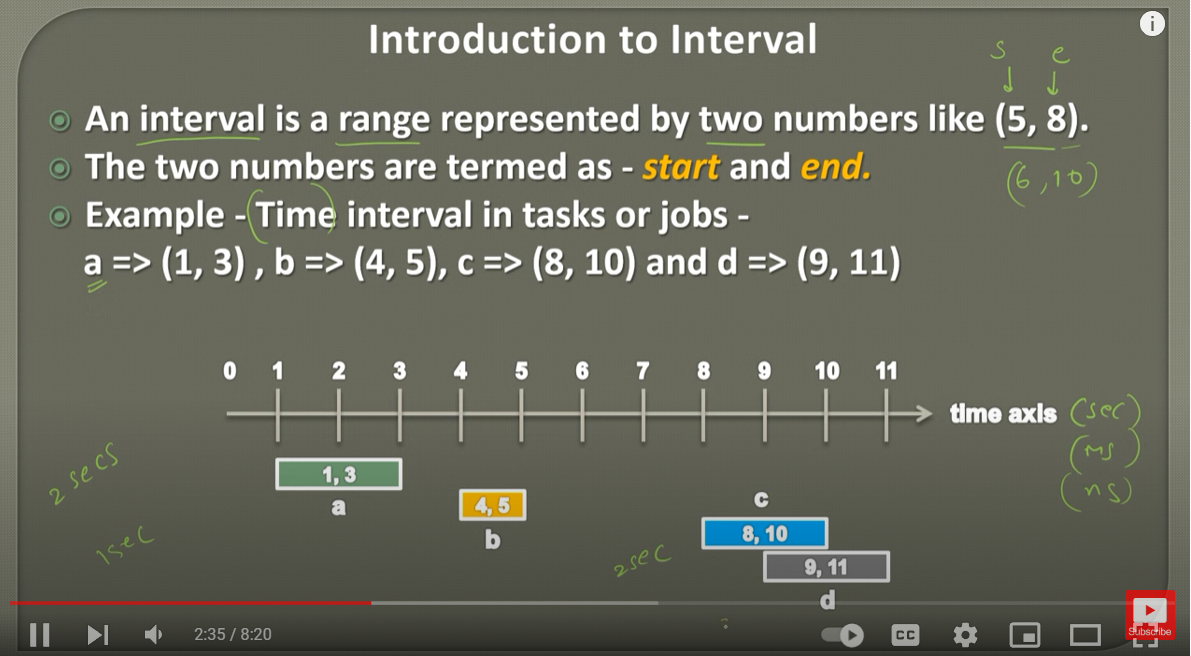 Introduction to Interval
s e
An interval is a range represented by two numbers like (5, 8).
The two numbers are termed as - start and end.
(6, 10)
Example - (Time) interval in tasks or jobs -
a => (1, 3) , b => (4, 5), c => (8, 10) and d => (9, 11)
0 1 2 3 4 5 6 7 8 9 10 11
time axis (sec)
(ms)
(ns)
2 secs
1, 3
a
4, 5
b
1sec
c
8, 10
2sec
9, 11
d
2:35 / 8:20
CC
Subscribe